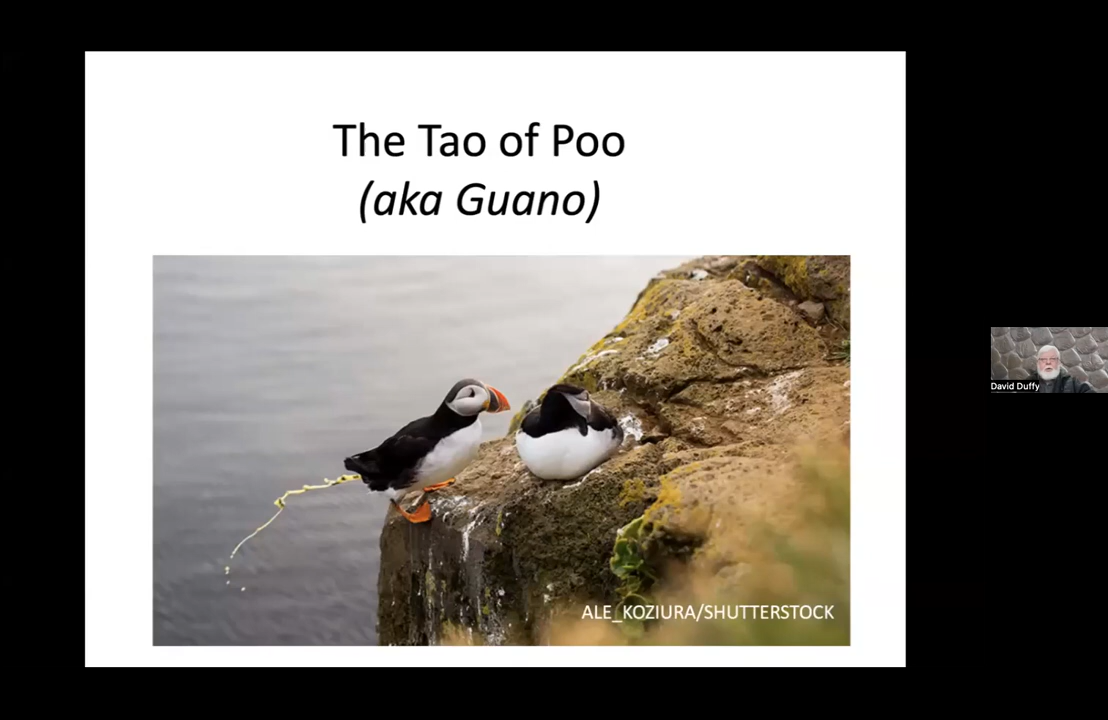 The Tao of Poo
(aka Guano)
ALE_KOZIURA/SHUTTERSTOCK
David Duffy